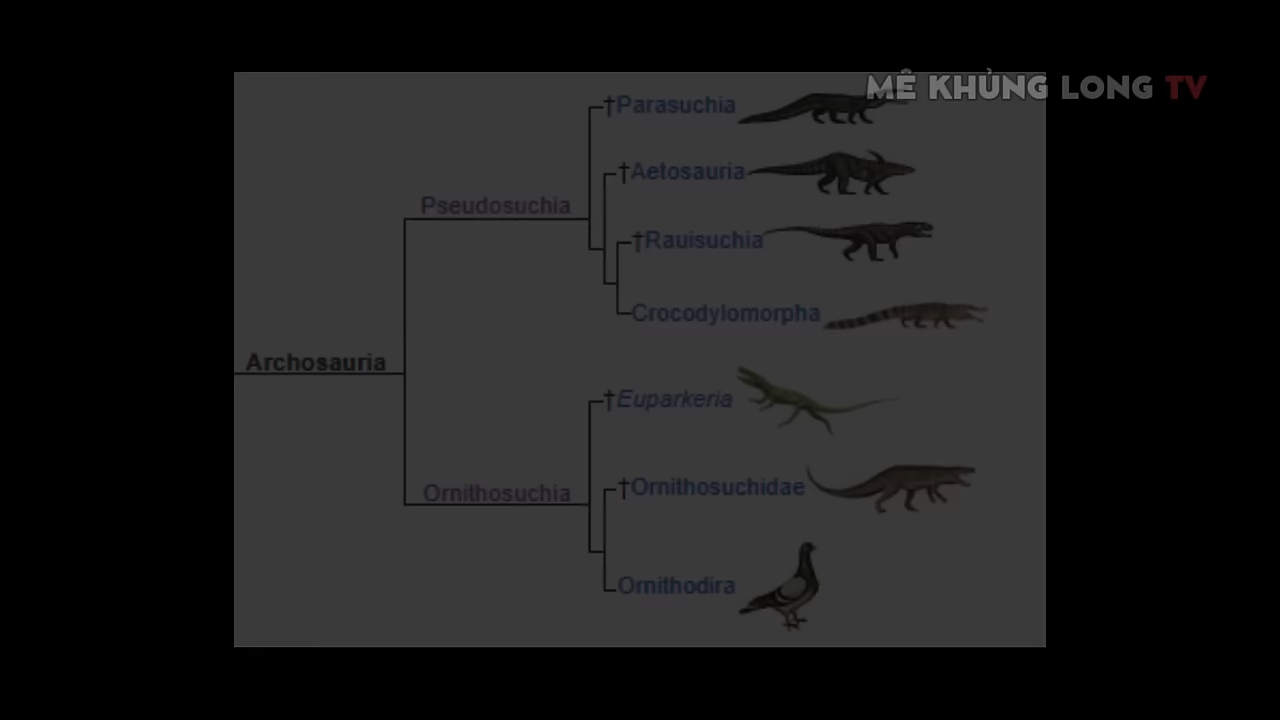 MÊ KHỦNG LONG TV
†Parasuchia
†Aetosauria
Pseudosuchia
†Rauisuchia
Crocodylomorpha
Archosauria
†Euparkeria
†Ornithosuchidae
Ornithosuchia
Ornithodira